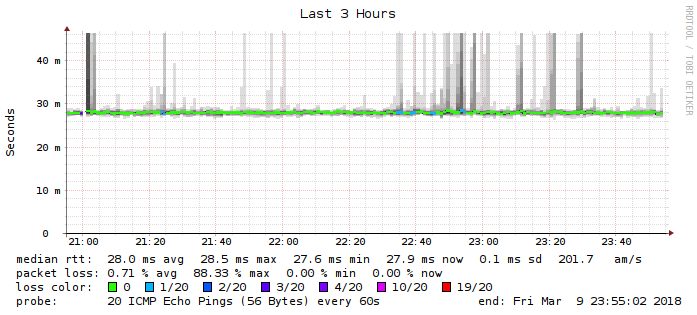 Last 3 Hours
RRDTOOL / TOBI OETIKER
Seconds
40 m
30 m
20 m
10 m
0
21:00 21:20 21:40 22:00 22:20 22:40 23:00 23:20 23:40
median rtt: 28.0 ms avg 28.5 ms max 27.6 ms min 27.9 ms now 0.1 ms sd 201.7 am/s
packet loss: 0.71 % avg 88.33 % max 0.00 % min 0.00 % now
loss color: 0 1/20 2/20 3/20 4/20 10/20 19/20
probe: 20 ICMP Echo Pings (56 Bytes) every 60s end: Fri Mar 9 23:55:02 2018